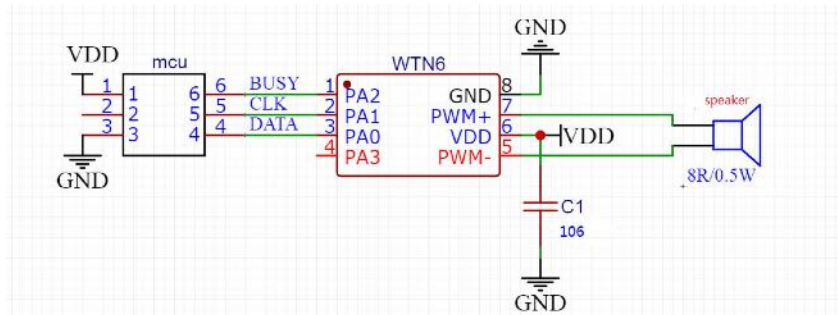 GND
VDD
mcu
WTN6
1 1 6 6 BUSY 1 PA2 GND 8
2 2 5 5 CLK 2 PA1 PWM+ 7 speaker
3 3 4 4 DATA 3 PA0 VDD 6 VDD
4 PA3 PWM- 5
GND
8R/0.5W
C1
106
GND